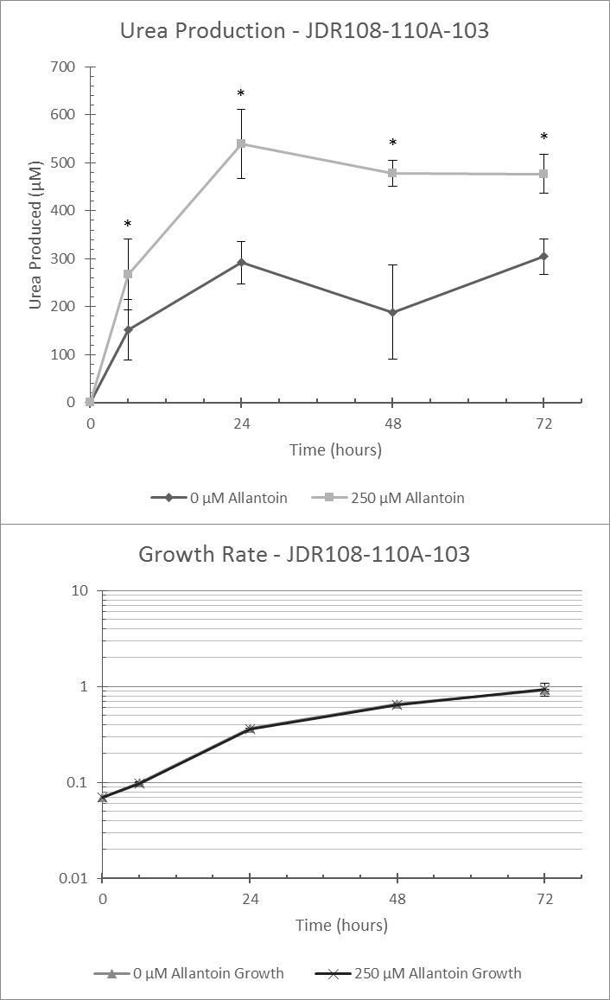 Urea Production - JDR108-110A-103
700
600
500
400
300
200
100
0
Urea Produced (µM)
*
*
*
*
0 24 48 72
Time (hours)
0 µM Allantoin 250 µM Allantoin
Growth Rate - JDR108-110A-103
10
1
0.1
0.01
0 24 48 72
Time (hours)
0 µM Allantoin Growth 250 µM Allantoin Growth